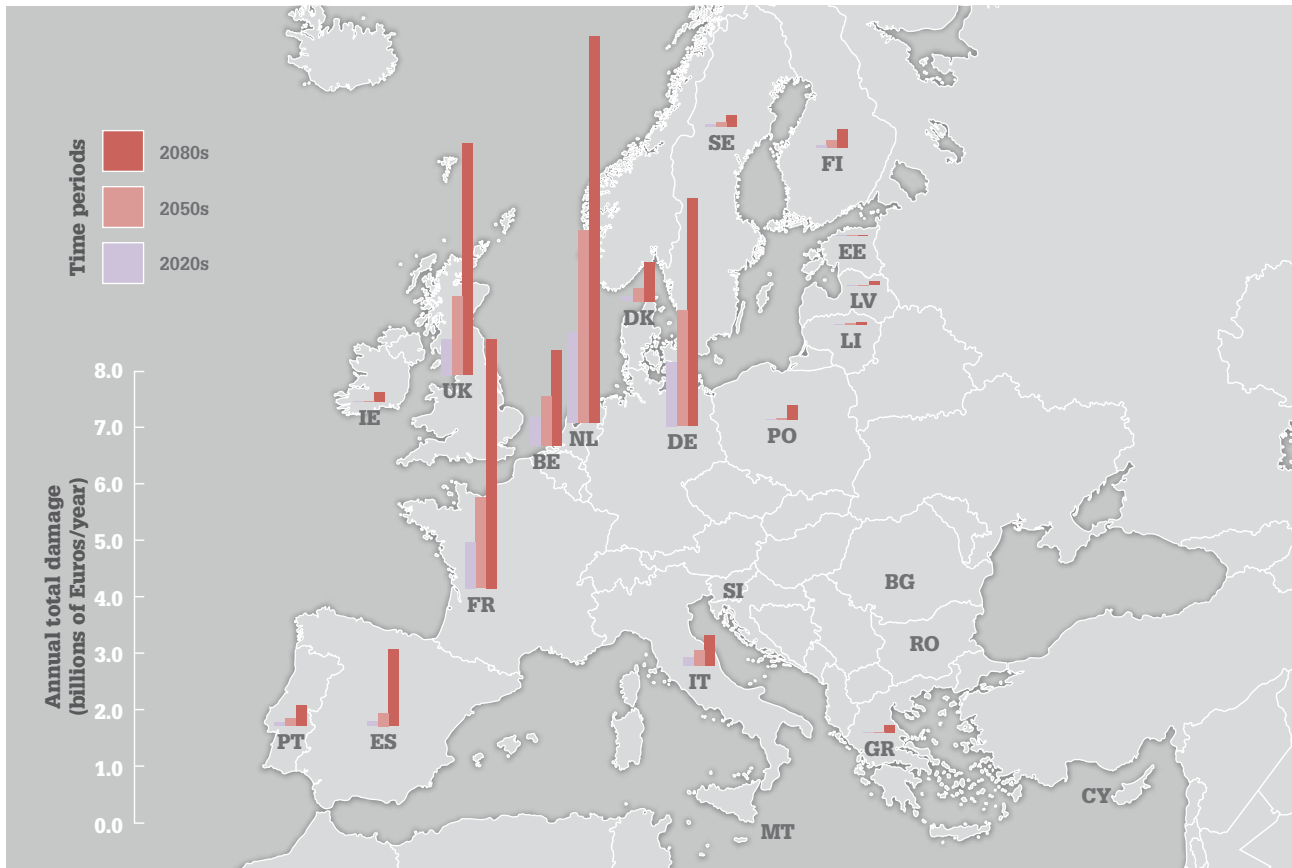 Time periods
2080s
2050s
2020s
Annual total damage
(billions of Euros/year)
8.0
7.0
6.0
5.0
4.0
3.0
2.0
1.0
0.0
SE
FI
EE
LV
LI
DK
UK
IE
NL
BE
DE
PO
FR
SI
BG
RO
IT
PT
ES
GR
CY
MT